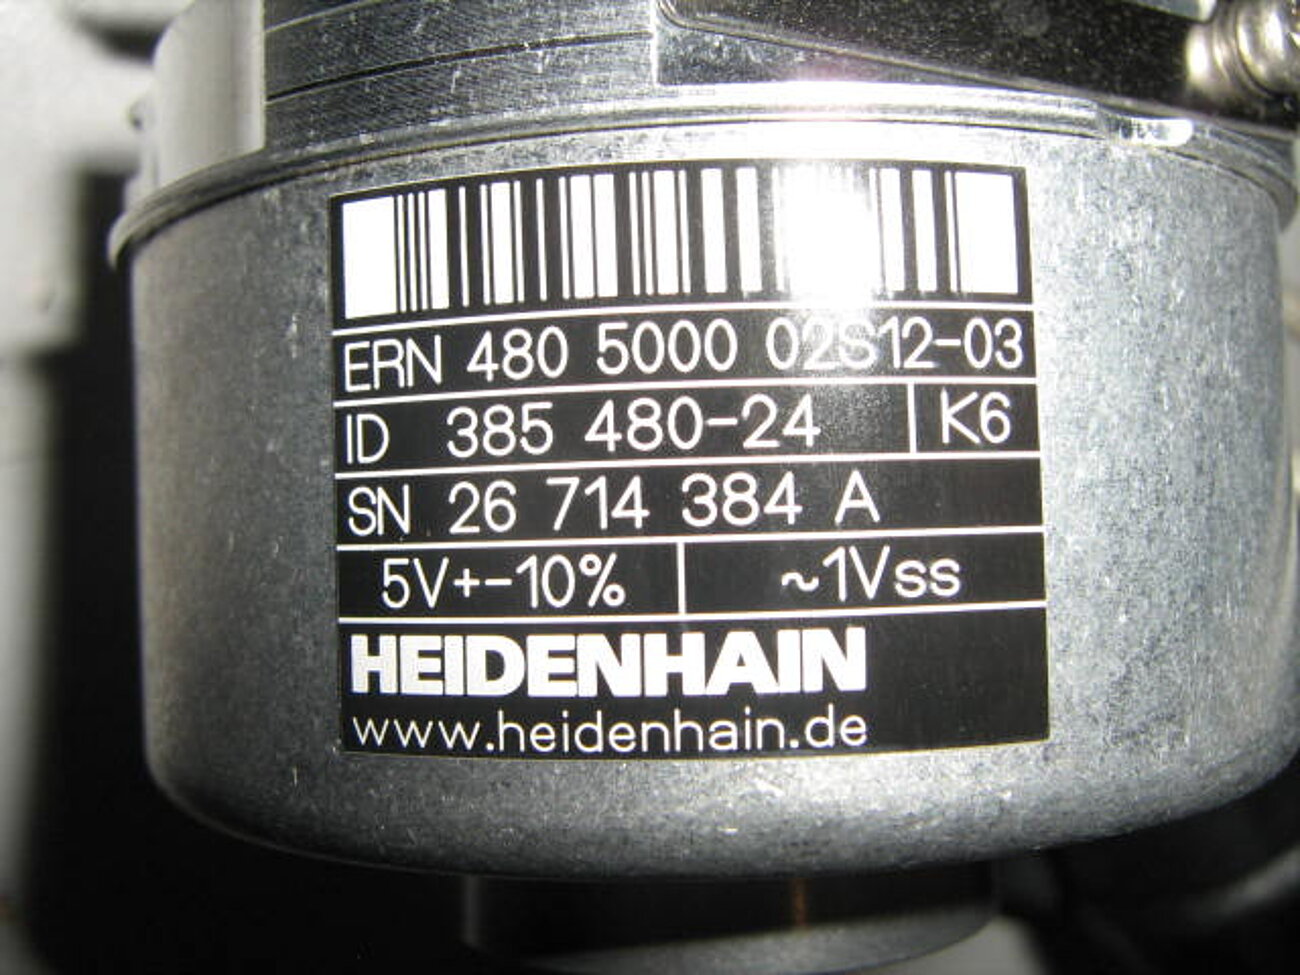 ERN 480 5000 02S12-03
ID 385 480-24 K6
SN 26 714 384 A
5V+-10% ~1Vss
HEIDENHAIN
www.heidenhain.de